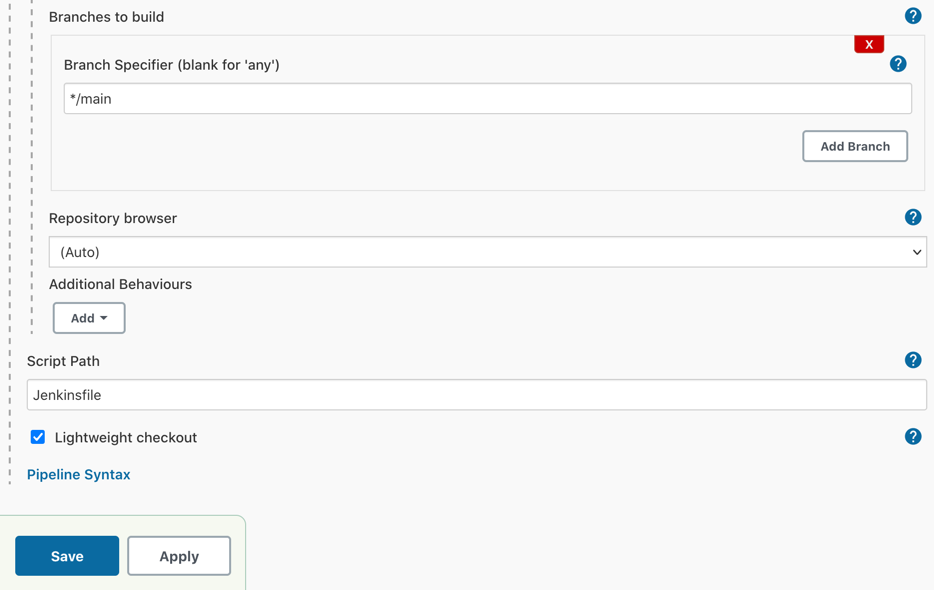 Branches to build
?
X
Branch Specifier (blank for 'any')
?
*/main
Add Branch
Repository browser
?
(Auto)
Additional Behaviours
Add
Script Path
?
Jenkinsfile
Lightweight checkout
?
Pipeline Syntax
Save
Apply